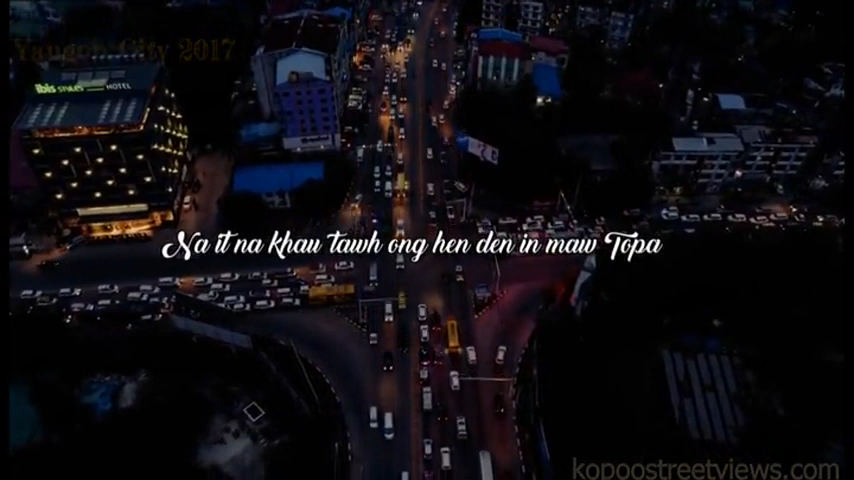 Yangon City 2017
ibis STYLES HOTEL
Na it na khau tawh ong hen den in maw Topa
kopoostreetviews.com